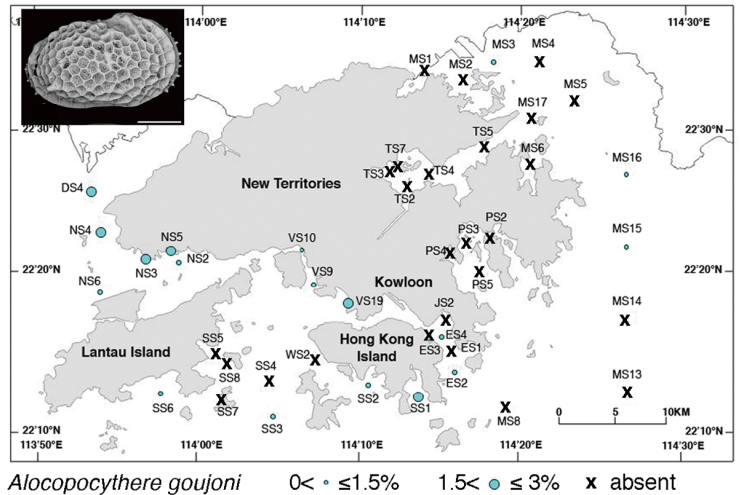 114°00'E 114°10'E 114°20'E 114°30'E
MS3 MS4
MS1
MS2
MS5
MS17
22°30'N 22°30'N
TS5
TS7 MS6
MS16
TS3 TS4
New Territories
DS4 TS2
PS2
NS4 NS5 VS10 PS3 MS15
PS4
NS3 NS2
22°20'N VS9 22°20'N
NS6 Kowloon PS5
VS19 JS2 MS14
Hong Kong
Island
ES4
SS5 WS2 ES3 ES1
Lantau Island
SS8 SS4
ES2 MS13
SS2
SS6 SS7 SS1
0 5 10KM
SS3 MS8
22°10'N 22°10'N
113°50'E 114°00'E 114°10'E 114°20'E 114°30'E
Alocopocythere goujoni 0< ≤1.5% 1.5< ≤ 3% x absent